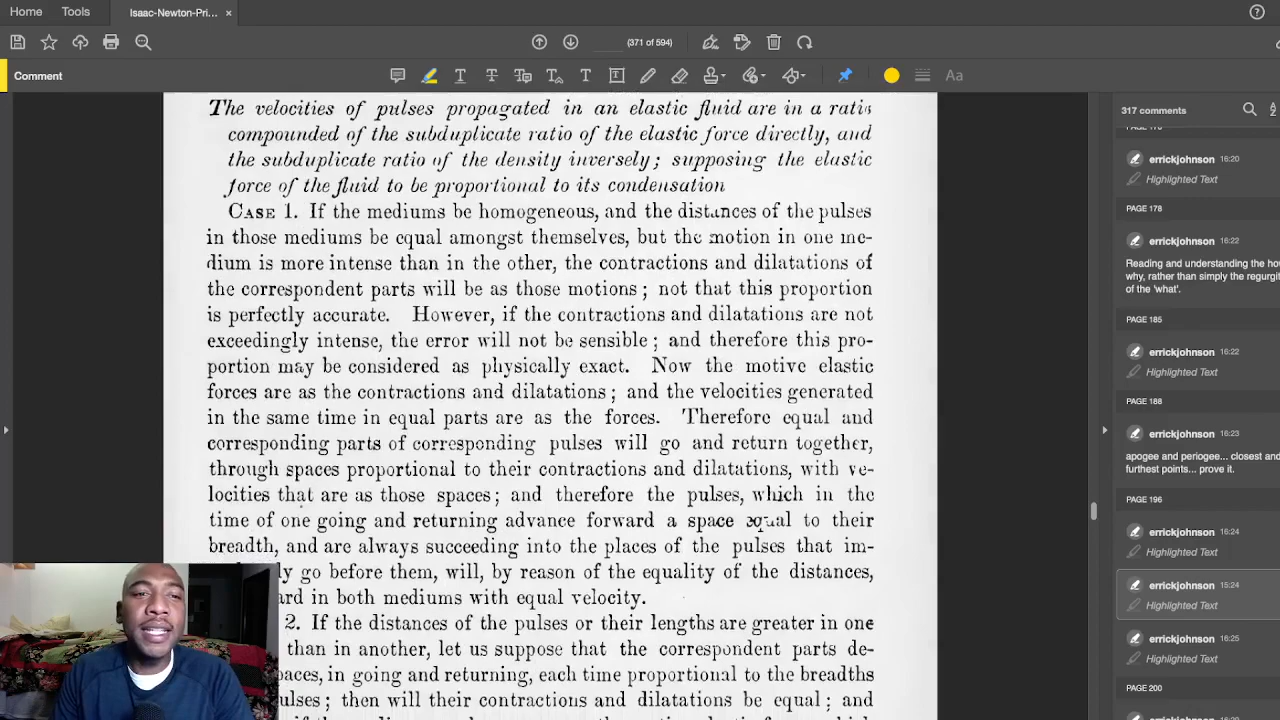 Home
Tools
Isaac-Newton-Pri...
(371 of 594)
Comment
The velocities of pulses propagated in an elastic fluid are in a ratio
compounded of the subduplicate ratio of the elastic force directly, and
the subduplicate ratio of the density inversely; supposing the elastic
force of the fluid to be proportional to its condensation
CASE 1. If the mediums be homogeneous, and the distances of the pulses
in those mediums be equal amongst themselves, but the motion in one me-
dium is more intense than in the other, the contractions and dilatations of
the correspondent parts will be as those motions; not that this proportion
is perfectly accurate. However, if the contractions and dilatations are not
exceedingly intense, the error will not be sensible; and therefore this pro-
portion may be considered as physically exact. Now the motive elastic
forces are as the contractions and dilatations; and the velocities generated
in the same time in equal parts are as the forces. Therefore equal and
corresponding parts of corresponding pulses will go and return together,
through spaces proportional to their contractions and dilatations, with ve-
locities that are as those spaces; and therefore the pulses, which in the
time of one going and returning advance forward a space equal to their
breadth, and are always succeeding into the places of the pulses that im-
go before them, will, by reason of the equality of the distances,
in both mediums with equal velocity.
2. If the distances of the pulses or their lengths are greater in one
than in another, let us suppose that the correspondent parts de-
in going and returning, each time proportional to the breadths
then will their contractions and dilatations be equal; and
317 comments
PAGE 176
errickjohnson 16:20
Highlighted Text
PAGE 178
errickjohnson 16:22
Reading and understanding the how
why, rather than simply the regurgit
of the 'what'.
PAGE 185
errickjohnson 16:22
Highlighted Text
PAGE 188
errickjohnson 16:23
apogee and periogee... closest and
furthest points... prove it.
PAGE 196
errickjohnson 16:24
Highlighted Text
errickjohnson 15:24
Highlighted Text
errickjohnson 16:25
Highlighted Text
PAGE 200